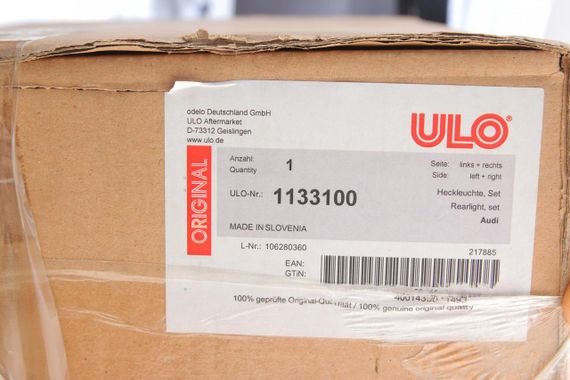 odelo Deutschland GmbH
ULO Aftermarket
D-73312 Geislingen
www.ulo.de
ULO®
ORIGINAL
Anzahl: 1
Quantity
Seite: links + rechts
Side: left + right
ULO-Nr.: 1133100
Heckleuchte, Set
Rearlight, set
Audi
MADE IN SLOVENIA
L-Nr.: 106280360
217885
EAN:
GTIN:
100% geprüfte Original-Qualität / 100% genuine original quality